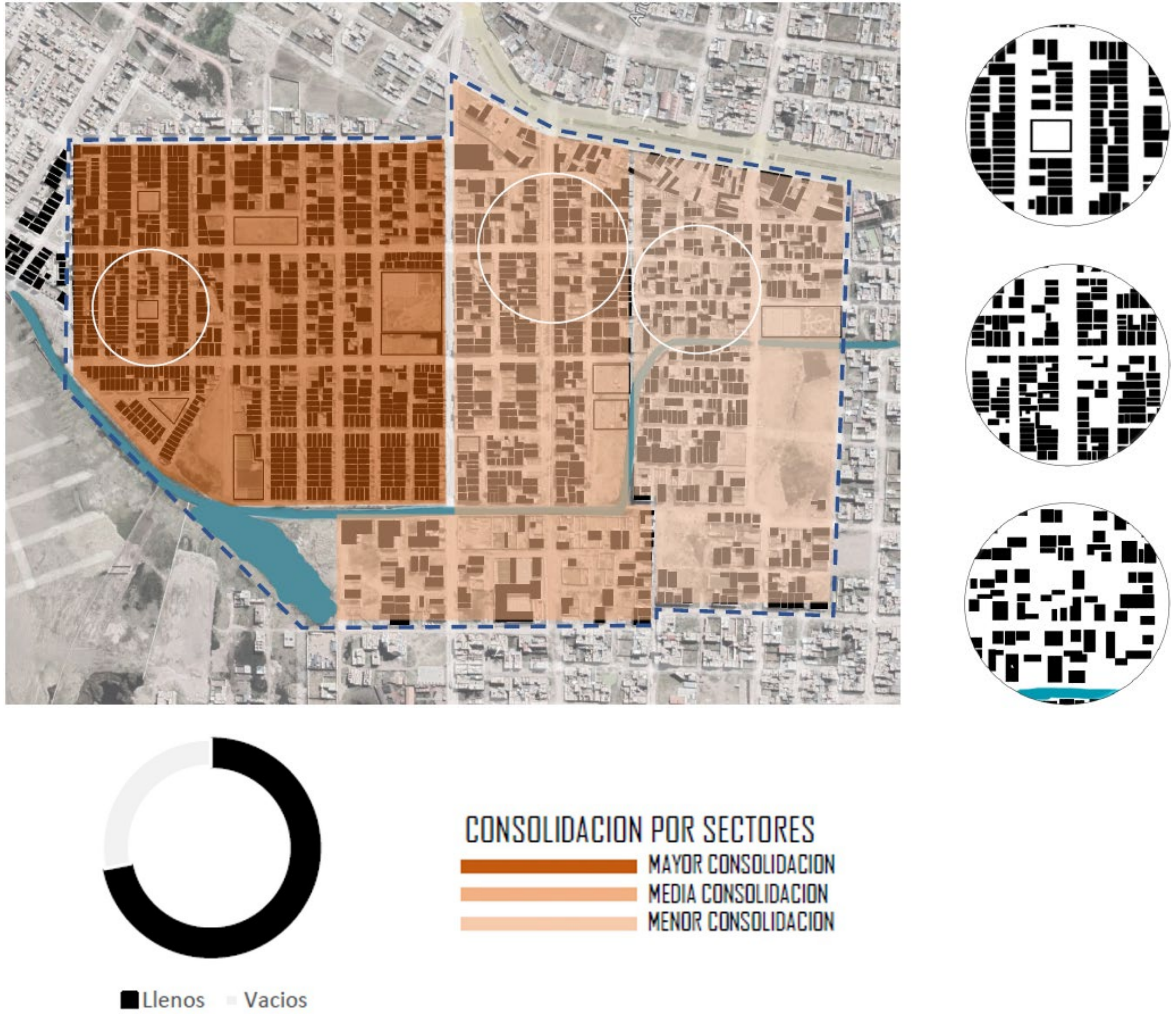 CONSOLIDACION POR SECTORES
MAYOR CONSOLIDACION
MEDIA CONSOLIDACION
MENOR CONSOLIDACION
Llenos Vacios